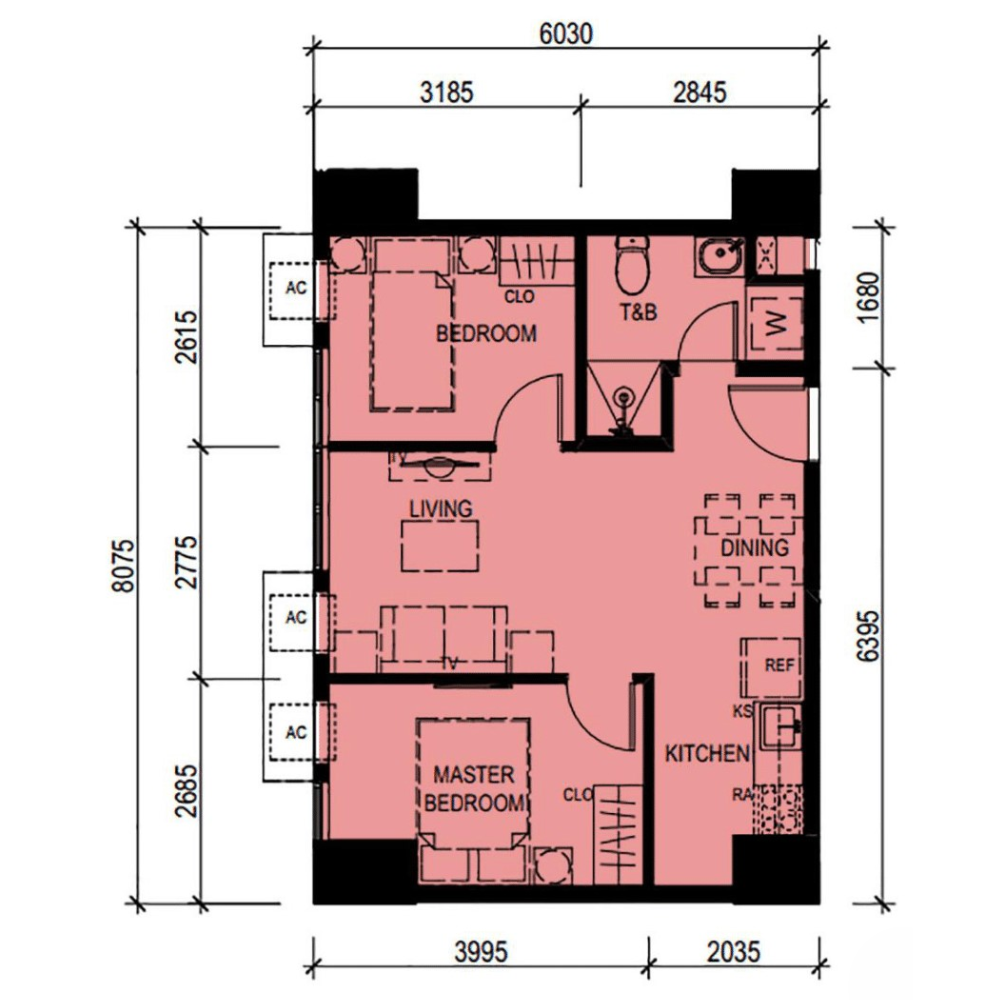 6030
3185
2845
AC
CLO
BEDROOM
T&B
W
1680
2615
TV
LIVING
DINING
8075
2775
AC
6395
TV
REF
KS
AC
KITCHEN
MASTER
BEDROOM
CLO
RA
2685
3995
2035